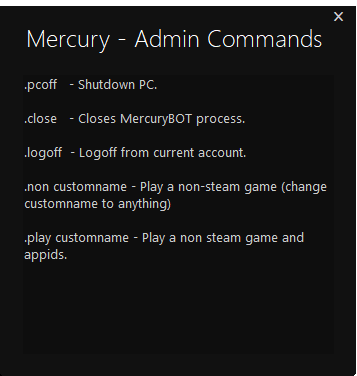 Mercury - Admin Commands
.pcoff - Shutdown PC.
.close - Closes MercuryBOT process.
.logoff - Logoff from current account.
.non customname - Play a non-steam game (change
customname to anything)
.play customname - Play a non steam game and
appids.